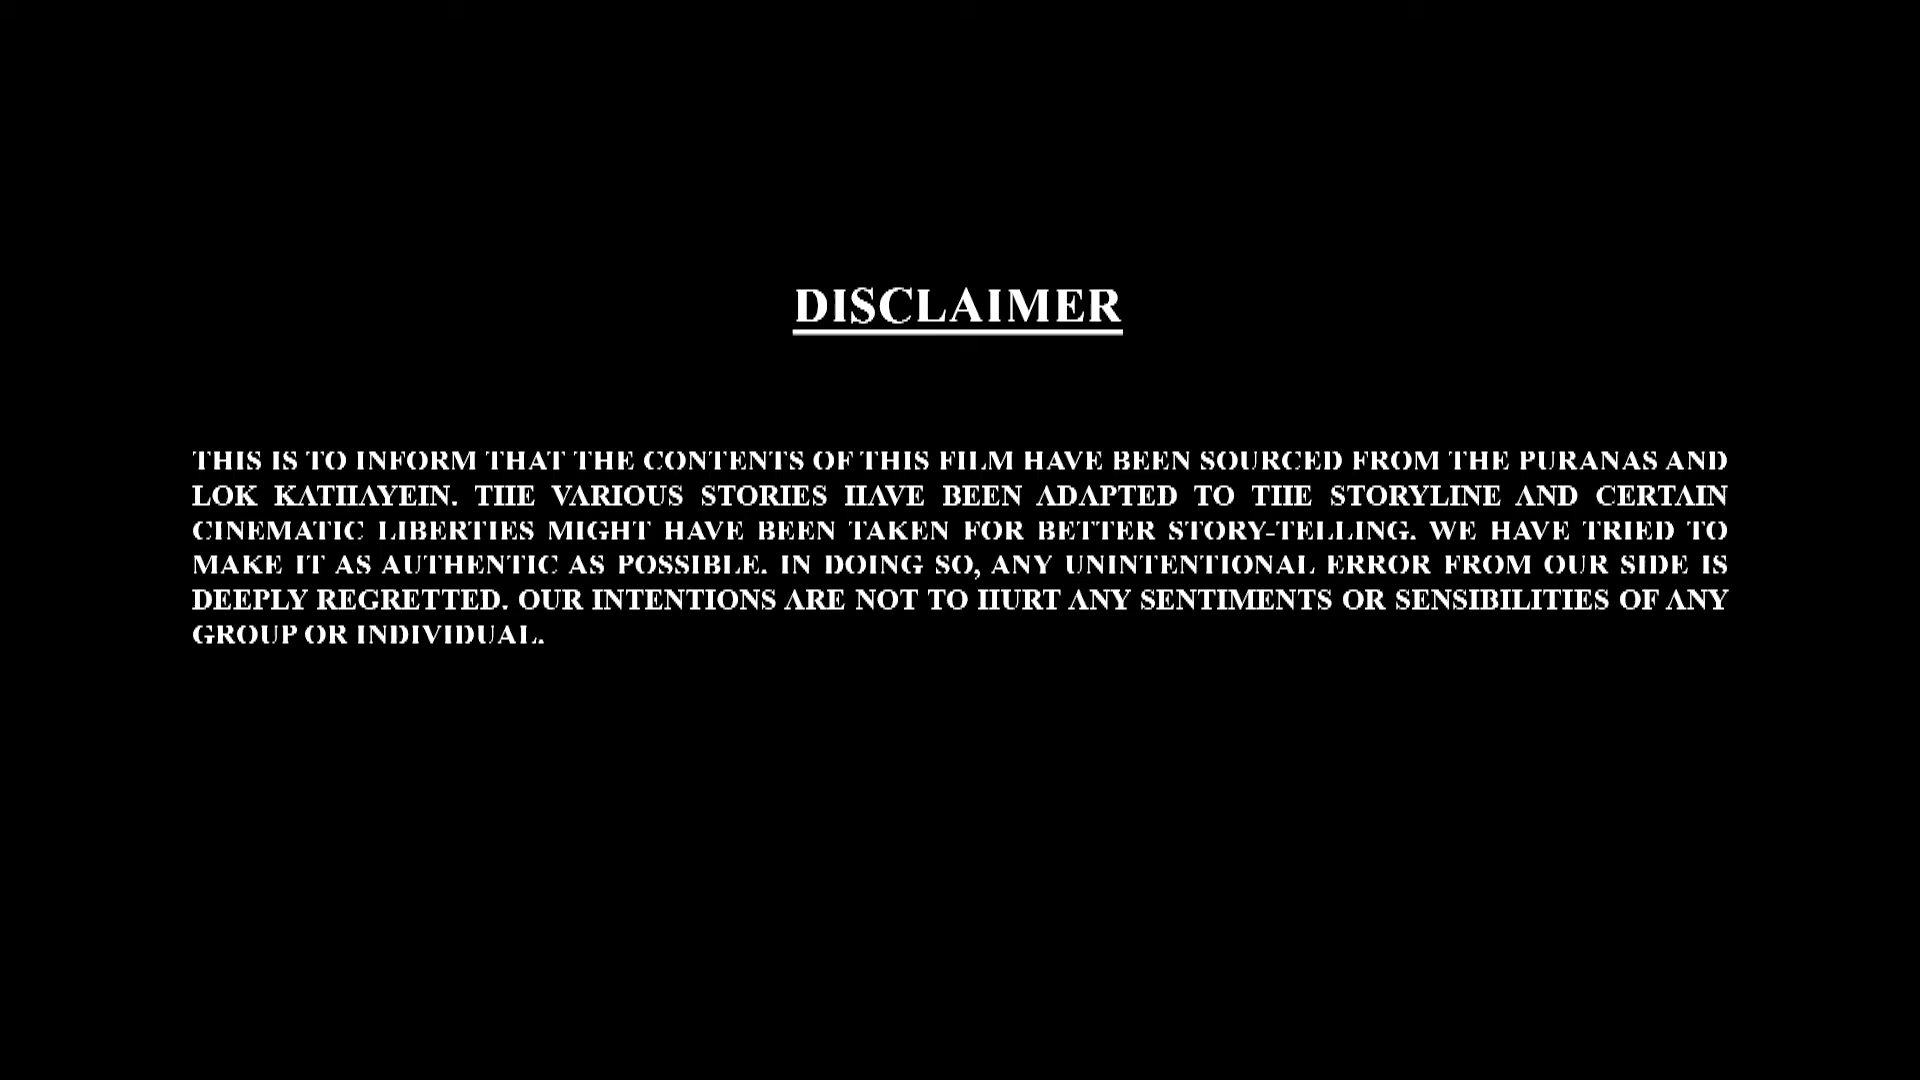 DISCLAIMER
THIS IS TO INFORM THAT THE CONTENTS OF THIS FILM HAVE BEEN SOURCED FROM THE PURANAS AND
LOK KATHAYEIN. THE VARIOUS STORIES HAVE BEEN ADAPTED TO THE STORYLINE AND CERTAIN
CINEMATIC LIBERTIES MIGHT HAVE BEEN TAKEN FOR BETTER STORY-TELLING. WE HAVE TRIED TO
MAKE IT AS AUTHENTIC AS POSSIBLE. IN DOING SO, ANY UNINTENTIONAL ERROR FROM OUR SIDE IS
DEEPLY REGRETTED. OUR INTENTIONS ARE NOT TO HURT ANY SENTIMENTS OR SENSIBILITIES OF ANY
GROUP OR INDIVIDUAL.